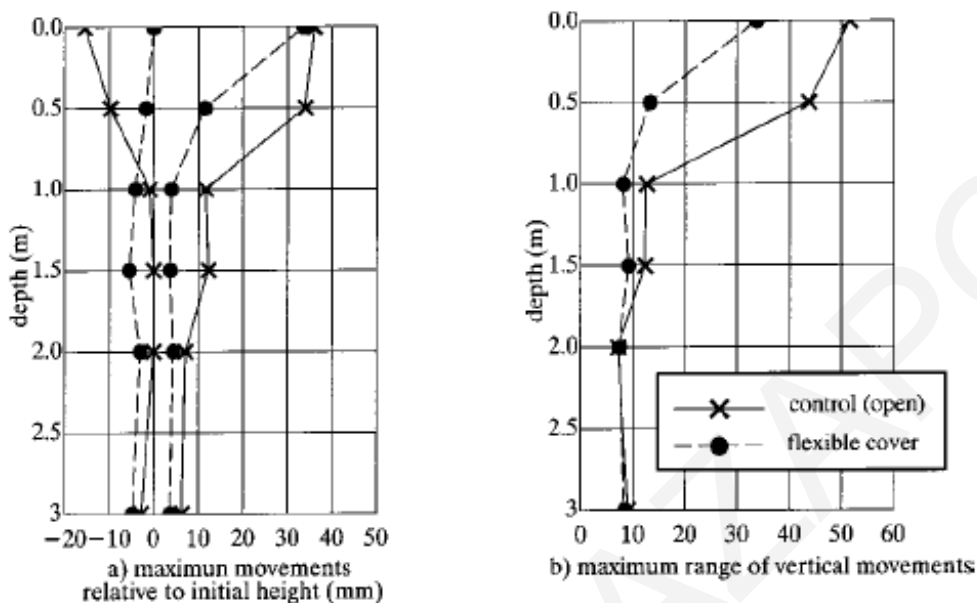 0.0
0.5
1.0
1.5
2.0
2.5
3
depth (m)
−20−10 0 10 20 30 40 50
a) maximun movements
relative to initial height (mm)
0.0
0.5
1.0
1.5
2.0
2.5
3.
depth (m)
0 10 20 30 40 50 60
b) maximum range of vertical movements
control (open)
flexible cover